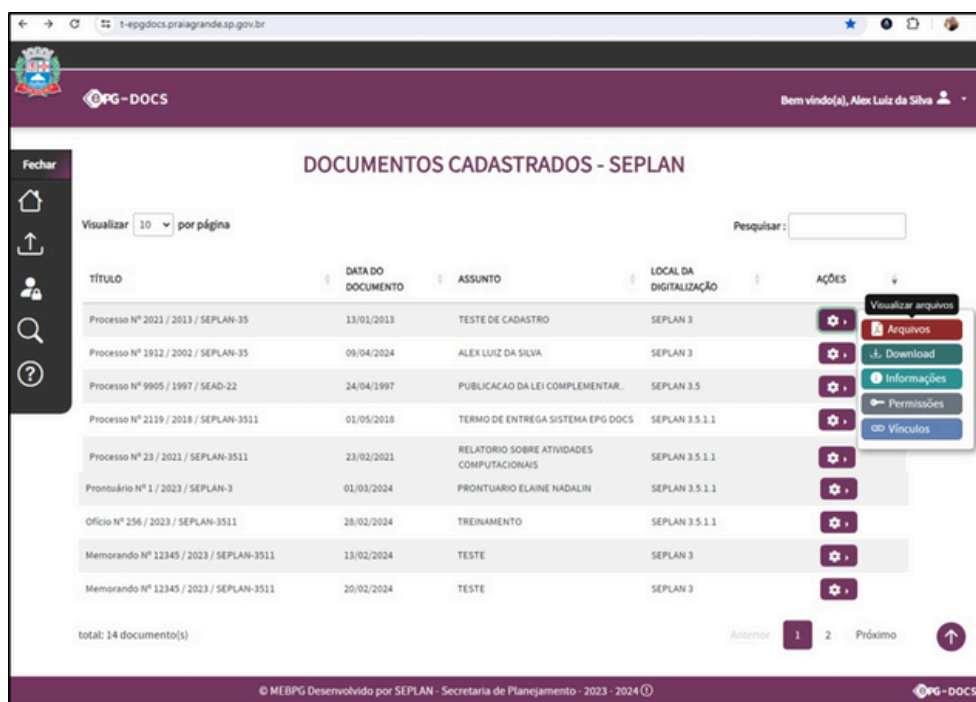 t-epgdocs.praiagrande.sp.gov.br
ePG-DOCS
Bem vindo(a), Alex Luiz da Silva
Fechar
DOCUMENTOS CADASTRADOS - SEPLAN
Visualizar 10 por página
Pesquisar :
TÍTULO DATA DO DOCUMENTO ASSUNTO LOCAL DA DIGITALIZAÇÃO AÇÕES
Visualizar arquivos
Processo Nº 2021 / 2013 / SEPLAN-35 13/01/2013 TESTE DE CADASTRO SEPLAN 3
Arquivos
Processo Nº 1912 / 2002 / SEPLAN-35 09/04/2024 ALEX LUIZ DA SILVA SEPLAN 3
Download
Processo Nº 9905 / 1997 / SEAD-22 24/04/1997 PUBLICACAO DA LEI COMPLEMENTAR.. SEPLAN 3.5
Informações
Permissões
Processo Nº 2119 / 2018 / SEPLAN-3511 01/05/2018 TERMO DE ENTREGA SISTEMA EPG DOCS SEPLAN 3.5.1.1
Vínculos
Processo Nº 23 / 2021 / SEPLAN-3511 23/02/2021 RELATORIO SOBRE ATIVIDADES COMPUTACIONAIS SEPLAN 3.5.1.1
Prontuário Nº 1 / 2023 / SEPLAN-3 01/03/2024 PRONTUARIO ELAINE NADALIN SEPLAN 3.5.1.1
Ofício Nº 256 / 2023 / SEPLAN-3511 28/02/2024 TREINAMENTO SEPLAN 3.5.1.1
Memorando Nº 12345 / 2023 / SEPLAN-3511 13/02/2024 TESTE SEPLAN 3
Memorando Nº 12345 / 2023 / SEPLAN-3511 20/02/2024 TESTE SEPLAN 3
total: 14 documento(s)
Anterior 1 2 Próximo
© MEBPG Desenvolvido por SEPLAN - Secretaria de Planejamento - 2023 - 2024
ePG-DOCS